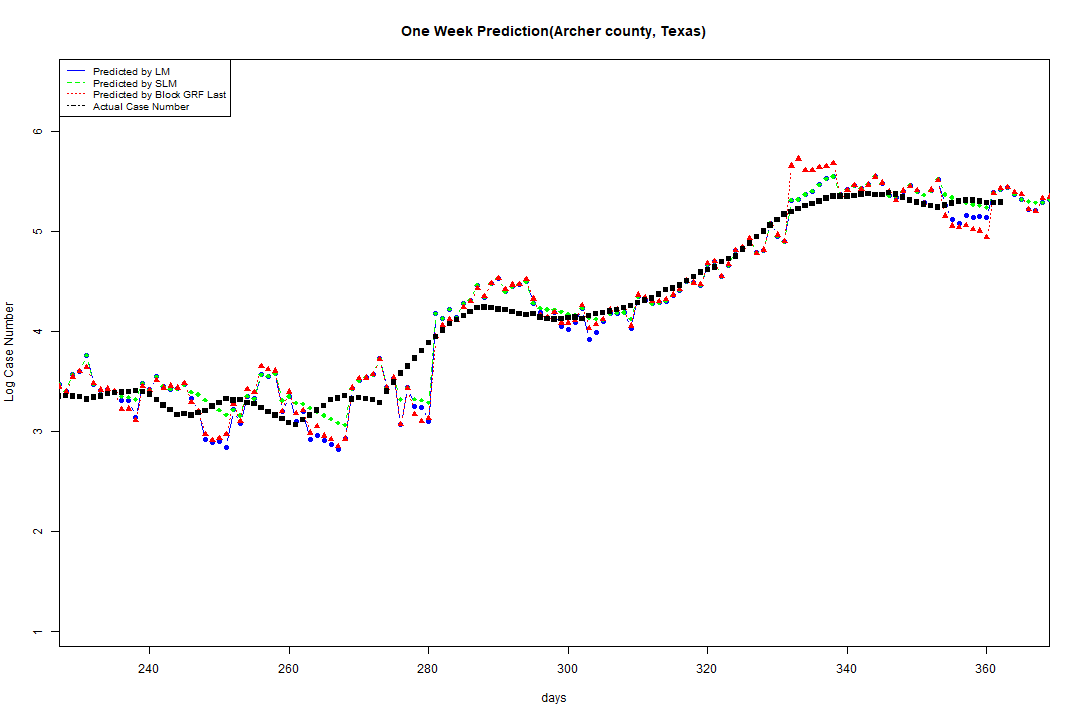 One Week Prediction(Archer county, Texas)
Predicted by LM
Predicted by SLM
Predicted by Block GRF Last
Actual Case Number
6
5
4
3
2
1
Log Case Number
240 260 280 300 320 340 360
days